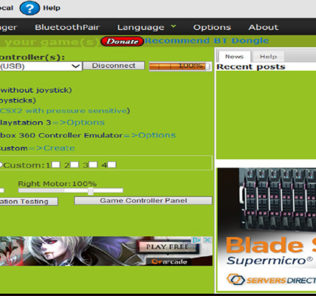 ocal Help
ger BluetoothPair Language Options About
your game(s) Donate Recommend BT Dongle
ontroller(s):
(USB) Disconnect 100%
News Help
Recent posts
without joystick)
oysticks)
CSX2 with pressure sensitive)
laystation 3=>Options
box 360 Controller Emulator=>Options
ustom=>Create
Custom:1 2 3 4
Right Motor:100%
ation Testing Game Controller Panel
PLAY FREE
arcade
Blade S
Supermicro®
SERVERSDIRECT